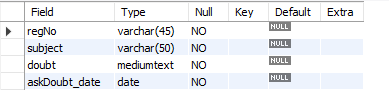 Field Type Null Key Default Extra
regNo varchar(45) NO NULL
subject varchar(50) NO NULL
doubt mediumtext NO NULL
askDoubt_date date NO NULL